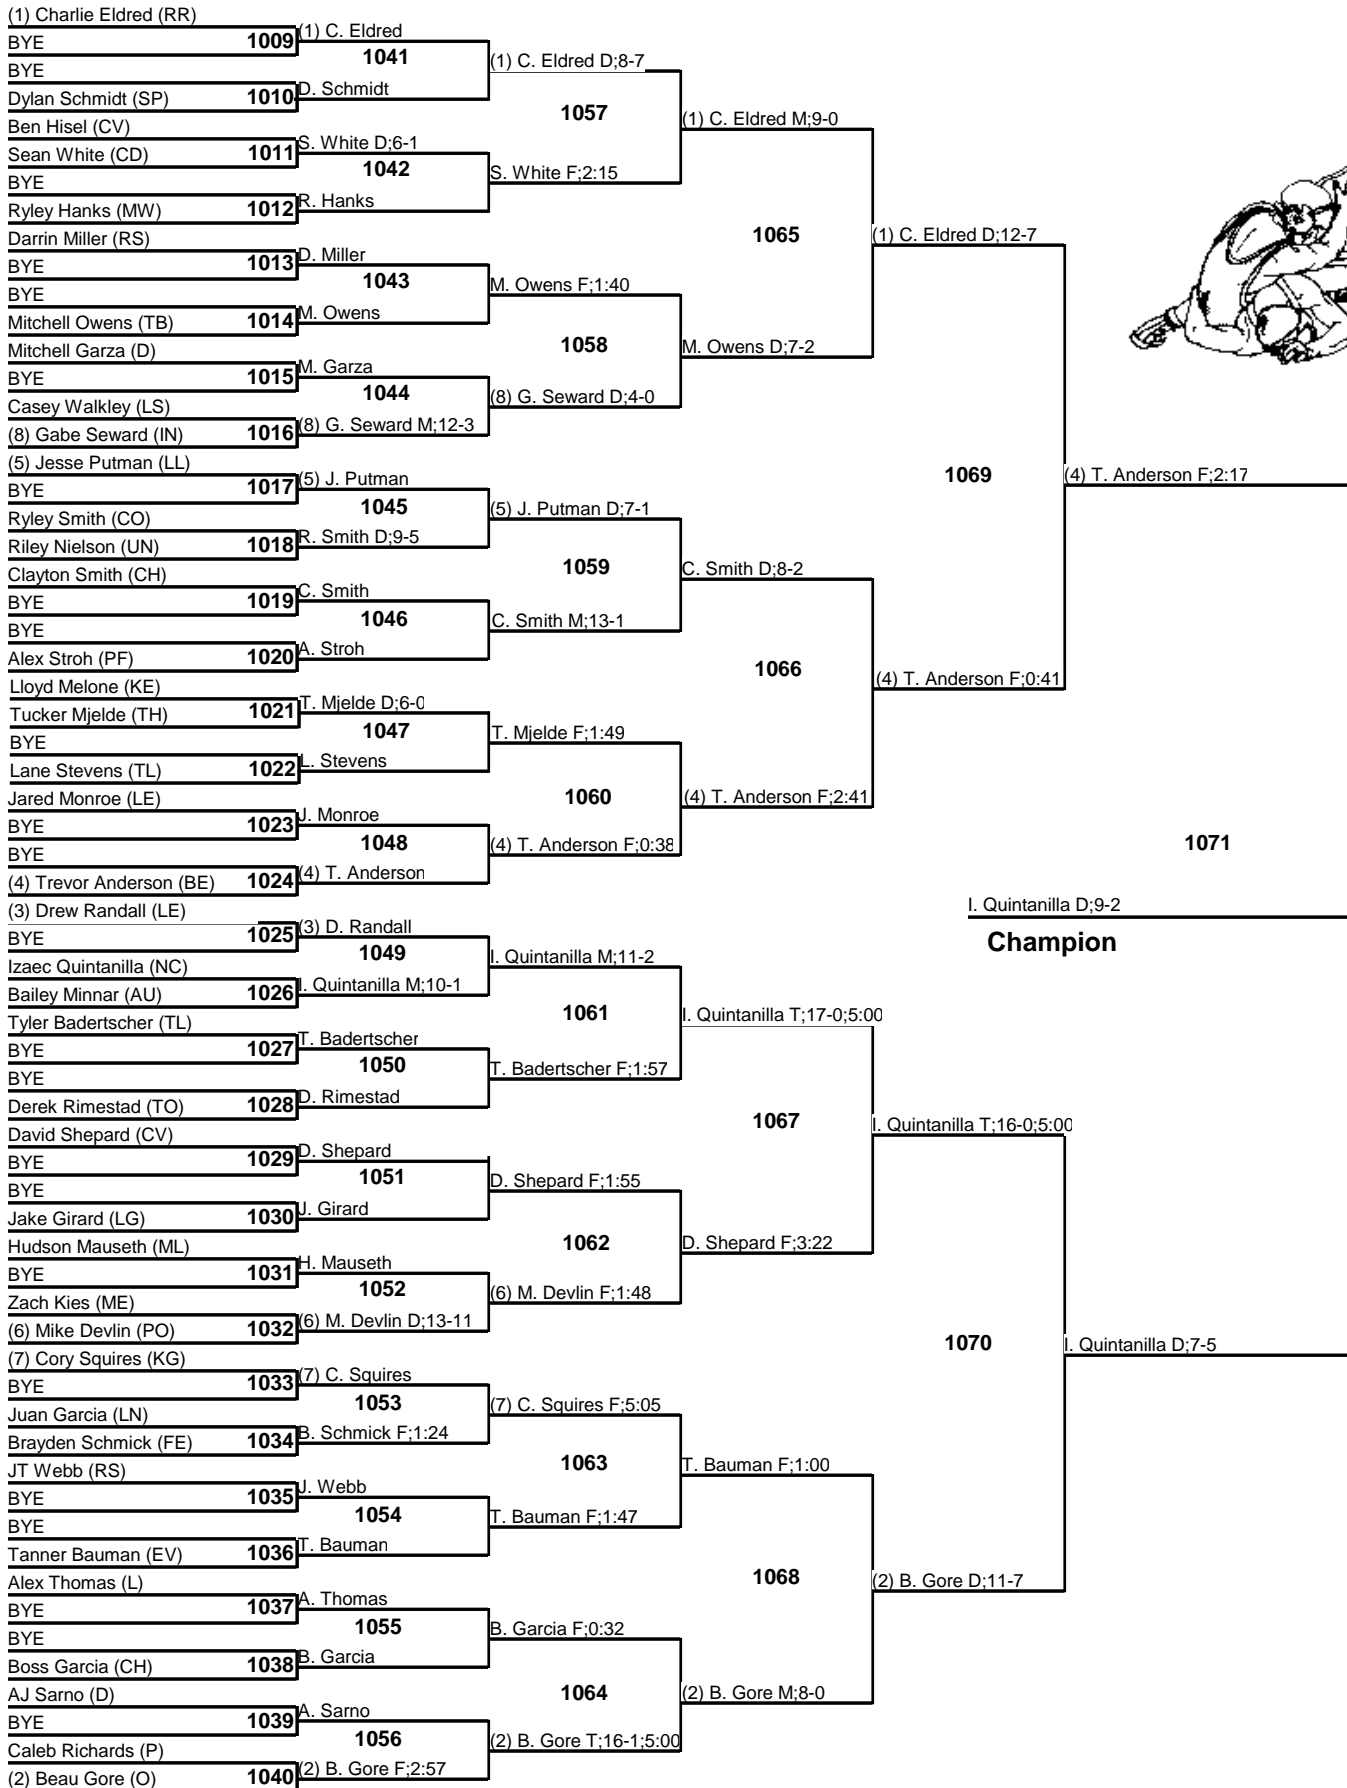 (1) Charlie Eldred (RR)
BYE
1009
BYE
Dylan Schmidt (SP)
1010
Ben Hisel (CV)
Sean White (CD)
1011
BYE
Ryley Hanks (MW)
1012
Darrin Miller (RS)
BYE
1013
BYE
Mitchell Owens (TB)
1014
Mitchell Garza (D)
BYE
1015
Casey Walkley (LS)
(8) Gabe Seward (IN)
1016
(5) Jesse Putman (LL)
BYE
1017
Ryley Smith (CO)
Riley Nielson (UN)
1018
Clayton Smith (CH)
BYE
1019
BYE
Alex Stroh (PF)
1020
Lloyd Melone (KE)
Tucker Mjelde (TH)
1021
BYE
Lane Stevens (TL)
1022
Jared Monroe (LE)
BYE
1023
BYE
(4) Trevor Anderson (BE)
1024
(3) Drew Randall (LE)
BYE
1025
Izaec Quintanilla (NC)
Bailey Minnar (AU)
1026
Tyler Badertscher (TL)
BYE
1027
BYE
Derek Rimestad (TO)
1028
David Shepard (CV)
BYE
1029
BYE
Jake Girard (LG)
1030
Hudson Mauseth (ML)
BYE
1031
Zach Kies (ME)
(6) Mike Devlin (PO)
1032
(7) Cory Squires (KG)
BYE
1033
Juan Garcia (LN)
Brayden Schmick (FE)
1034
JT Webb (RS)
BYE
1035
BYE
Tanner Bauman (EV)
1036
Alex Thomas (L)
BYE
1037
BYE
Boss Garcia (CH)
1038
AJ Sarno (D)
BYE
1039
Caleb Richards (P)
(2) Beau Gore (O)
1040
(1) C. Eldred
1041
D. Schmidt
S. White D;6-1
1042
R. Hanks
D. Miller
1043
M. Owens
M. Garza
1044
(8) G. Seward M;12-3
(5) J. Putman
1045
R. Smith D;9-5
C. Smith
1046
A. Stroh
T. Mjelde D;6-0
1047
L. Stevens
J. Monroe
1048
(4) T. Anderson
(3) D. Randall
1049
I. Quintanilla M;10-1
T. Badertscher
1050
D. Rimestad
D. Shepard
1051
J. Girard
H. Mauseth
1052
(6) M. Devlin D;13-11
(7) C. Squires
1053
B. Schmick F;1:24
J. Webb
1054
T. Bauman
A. Thomas
1055
B. Garcia
A. Sarno
1056
(2) B. Gore F;2:57
(1) C. Eldred D;8-7
1057
S. White F;2:15
M. Owens F;1:40
1058
(8) G. Seward D;4-0
(5) J. Putman D;7-1
1059
C. Smith M;13-1
T. Mjelde F;1:49
1060
(4) T. Anderson F;0:38
I. Quintanilla M;11-2
1061
T. Badertscher F;1:57
D. Shepard F;1:55
1062
(6) M. Devlin F;1:48
(7) C. Squires F;5:05
1063
T. Bauman F;1:47
B. Garcia F;0:32
1064
(2) B. Gore T;16-1;5:00
(1) C. Eldred M;9-0
1065
M. Owens D;7-2
C. Smith D;8-2
1066
(4) T. Anderson F;2:41
I. Quintanilla T;17-0;5:00
1067
D. Shepard F;3:22
T. Bauman F;1:00
1068
(2) B. Gore M;8-0
(1) C. Eldred D;12-7
1069
(4) T. Anderson F;0:41
I. Quintanilla T;16-0;5:00
1070
(2) B. Gore D;11-7
(4) T. Anderson F;2:17
1071
I. Quintanilla D;7-5
I. Quintanilla D;9-2
Champion